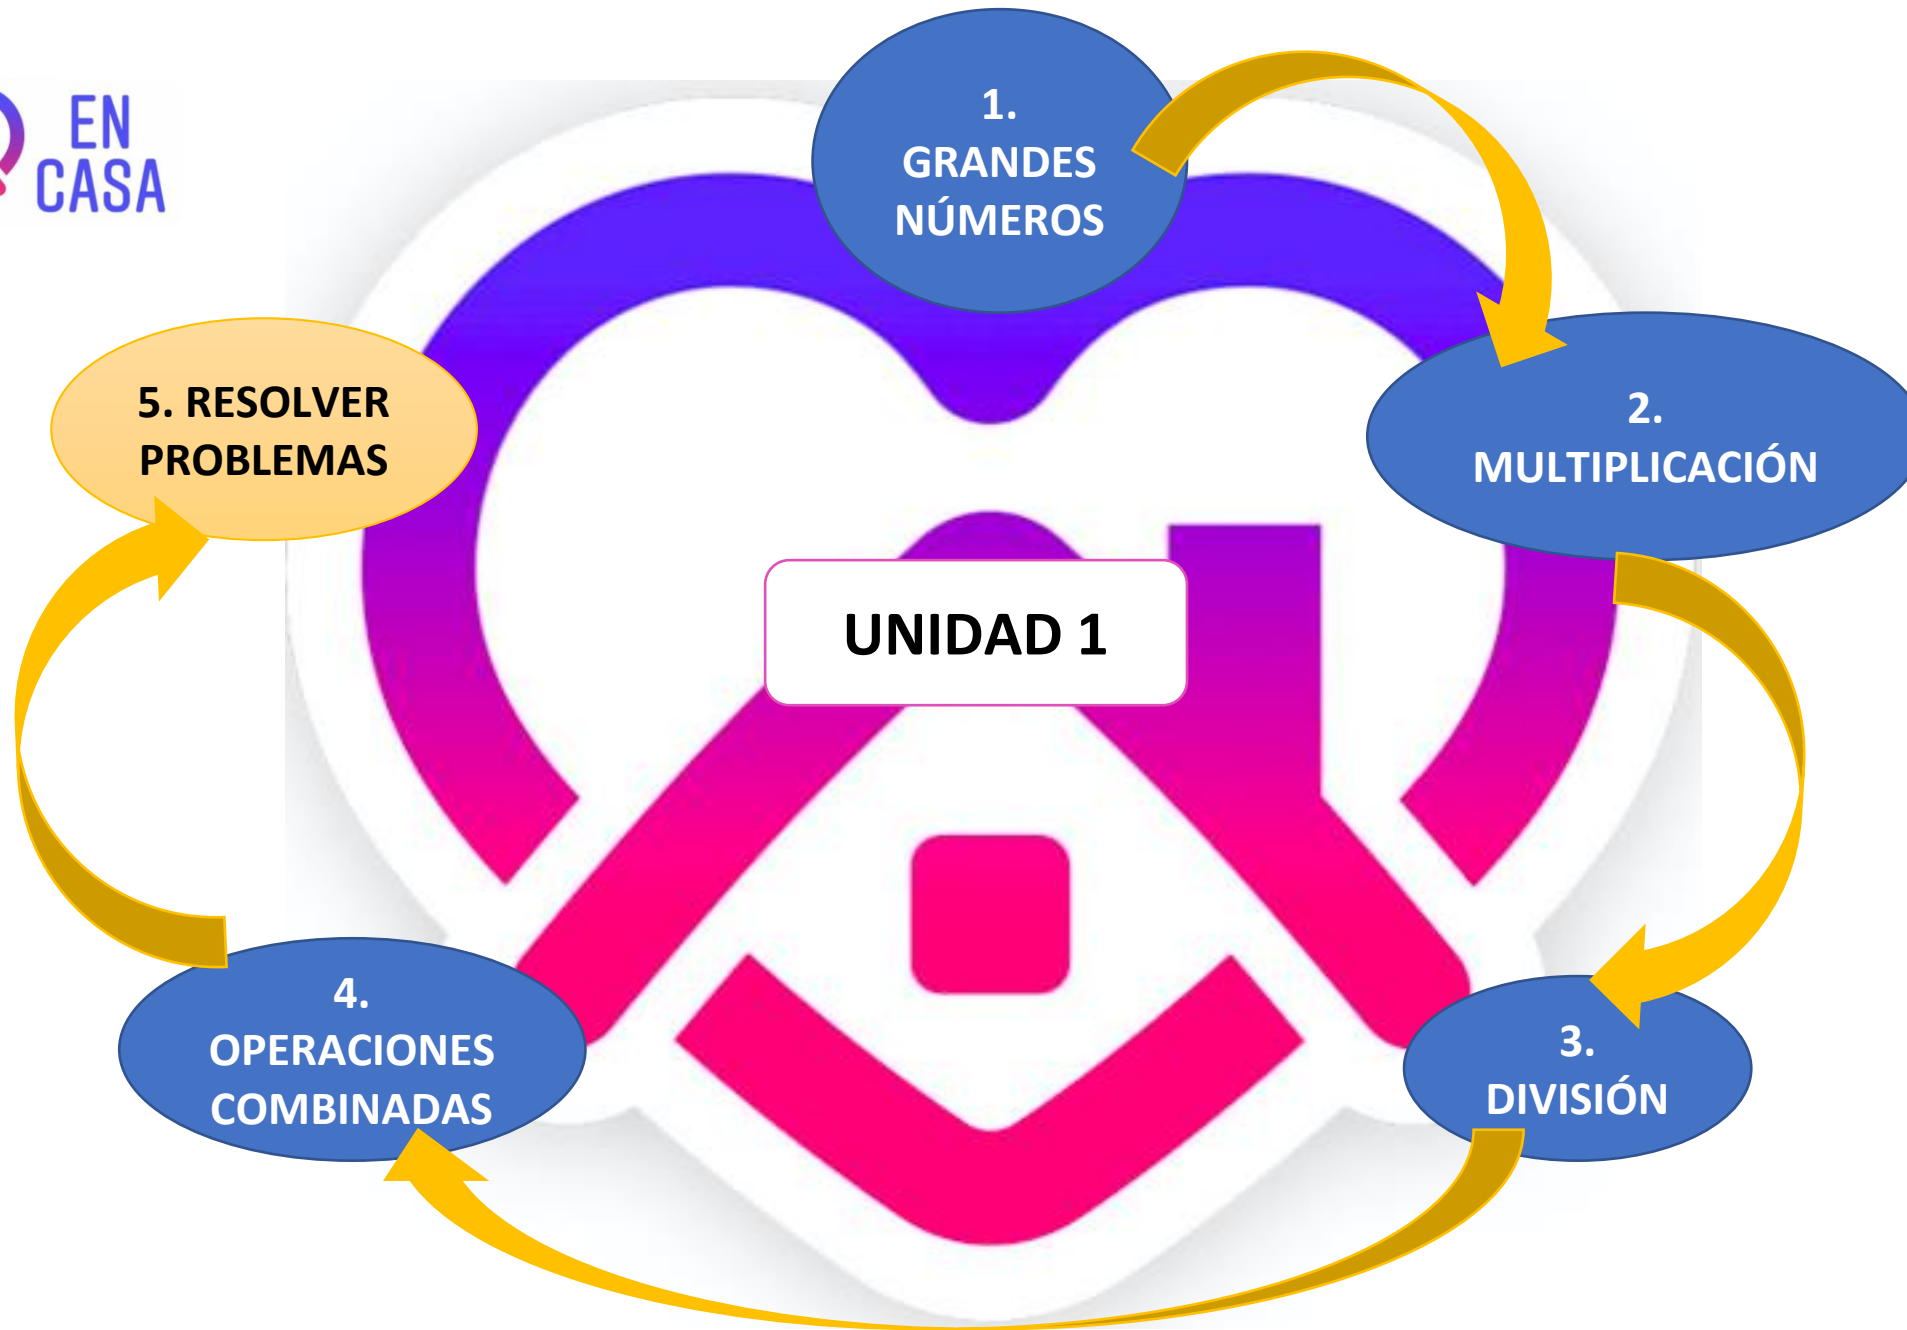 EN
CASA
1.
GRANDES
NÚMEROS
2.
MULTIPLICACIÓN
3.
DIVISIÓN
4.
OPERACIONES
COMBINADAS
5. RESOLVER
PROBLEMAS
UNIDAD 1